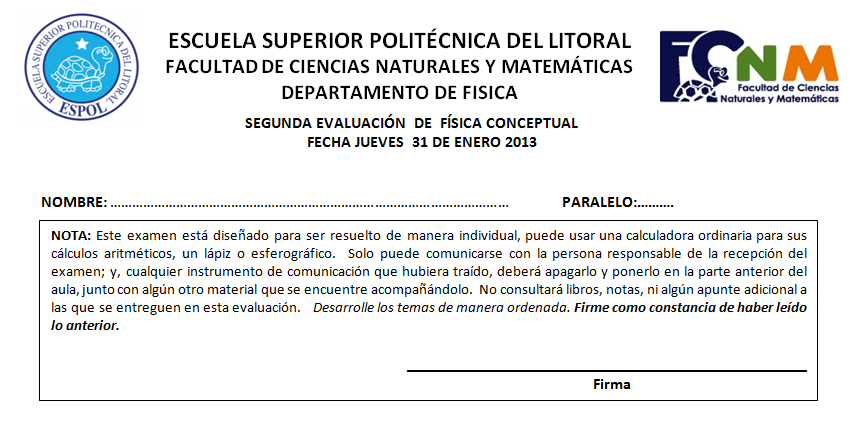 ESCUELA SUPERIOR POLITECNICA DEL LITORAL
ESPOL
ESCUELA SUPERIOR POLITÉCNICA DEL LITORAL
FACULTAD DE CIENCIAS NATURALES Y MATEMÁTICAS
DEPARTAMENTO DE FISICA
FCNM
Facultad de Ciencias
Naturales y Matemáticas
SEGUNDA EVALUACIÓN DE FÍSICA CONCEPTUAL
FECHA JUEVES 31 DE ENERO 2013
NOMBRE: ………………………………………………………………………………………………… PARALELO:……….
NOTA: Este examen está diseñado para ser resuelto de manera individual, puede usar una calculadora ordinaria para sus
cálculos aritméticos, un lápiz o esferográfico. Solo puede comunicarse con la persona responsable de la recepción del
examen; y, cualquier instrumento de comunicación que hubiera traído, deberá apagarlo y ponerlo en la parte anterior del
aula, junto con algún otro material que se encuentre acompañándolo. No consultará libros, notas, ni algún apunte adicional a
las que se entreguen en esta evaluación. Desarrolle los temas de manera ordenada. Firme como constancia de haber leído
lo anterior.
Firma